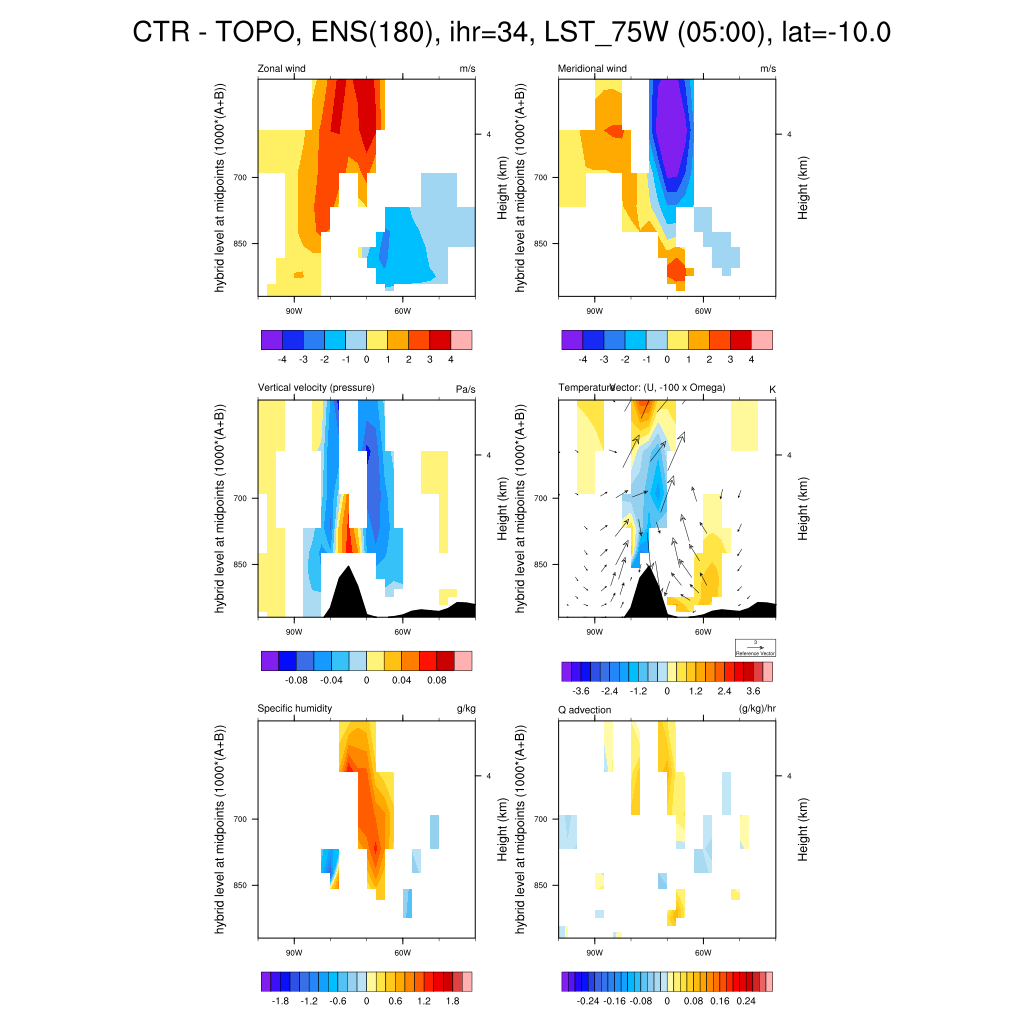 CTR - TOPO, ENS(180), ihr=34, LST_75W (05:00), lat=-10.0
Zonal wind m/s
hybrid level at midpoints (1000*(A+B))
700
850
4
Height (km)
90W 60W
-4 -3 -2 -1 0 1 2 3 4
Meridional wind m/s
hybrid level at midpoints (1000*(A+B))
700
850
4
Height (km)
90W 60W
-4 -3 -2 -1 0 1 2 3 4
Vertical velocity (pressure) Pa/s
hybrid level at midpoints (1000*(A+B))
700
850
4
Height (km)
90W 60W
-0.08 -0.04 0 0.04 0.08
Temperature Vector: (U, -100 x Omega) K
hybrid level at midpoints (1000*(A+B))
700
850
4
Height (km)
90W 60W
3
Reference Vector
-3.6 -2.4 -1.2 0 1.2 2.4 3.6
Specific humidity g/kg
hybrid level at midpoints (1000*(A+B))
700
850
4
Height (km)
90W 60W
-1.8 -1.2 -0.6 0 0.6 1.2 1.8
Q advection (g/kg)/hr
hybrid level at midpoints (1000*(A+B))
700
850
4
Height (km)
90W 60W
-0.24 -0.16 -0.08 0 0.08 0.16 0.24